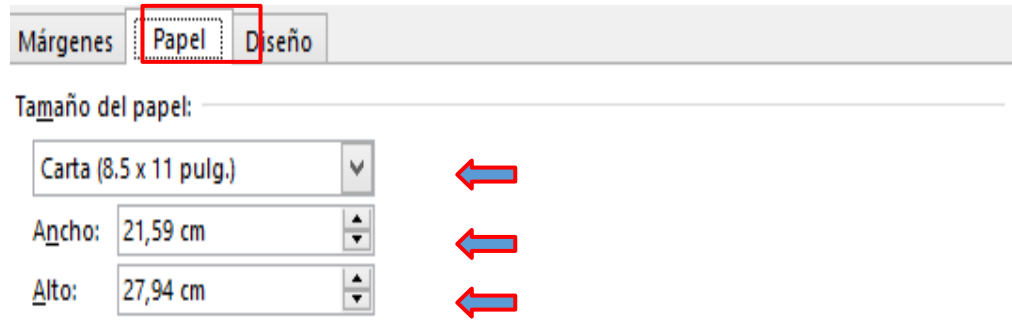 Márgenes Papel Diseño
Tamaño del papel:
Carta (8.5 x 11 pulg.)
Ancho: 21,59 cm
Alto: 27,94 cm